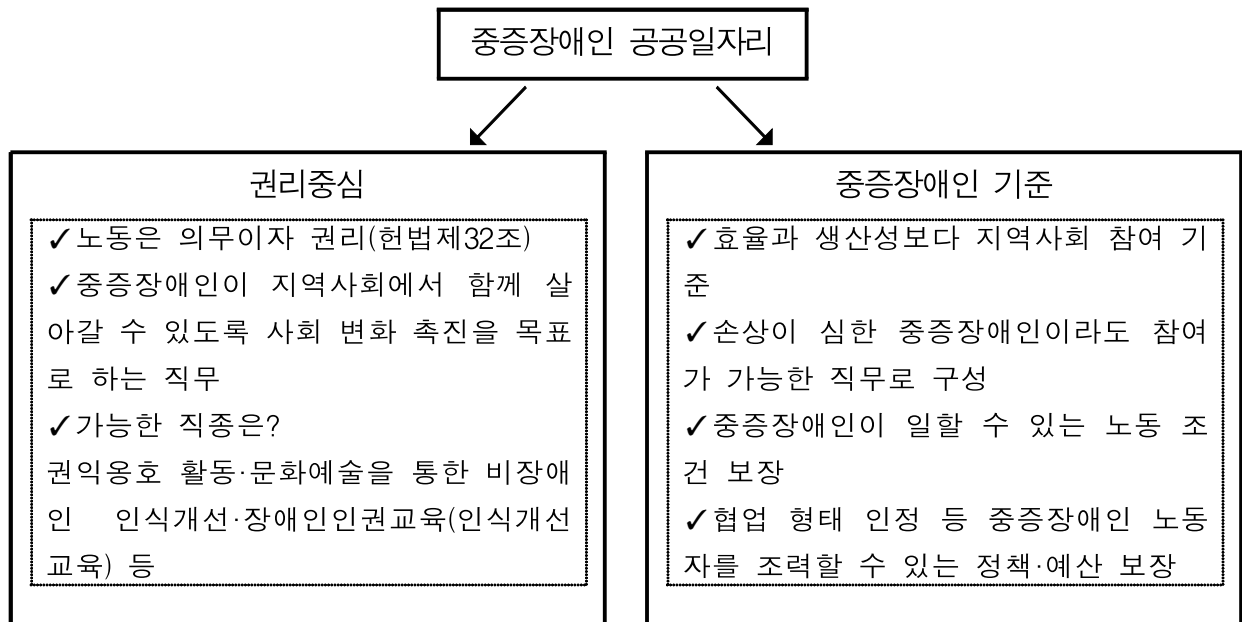 중증장애인 공공일자리
권리중심
✓노동은 의무이자 권리(헌법제32조)
✓중증장애인이 지역사회에서 함께 살
아갈 수 있도록 사회 변화 촉진을 목표
로 하는 직무
✓가능한 직종은?
권익옹호 활동·문화예술을 통한 비장애
인 인식개선·장애인인권교육(인식개선
교육) 등
중증장애인 기준
✓효율과 생산성보다 지역사회 참여 기
준
✓손상이 심한 중증장애인이라도 참여
가 가능한 직무로 구성
✓중증장애인이 일할 수 있는 노동 조
건 보장
✓협업 형태 인정 등 중증장애인 노동
자를 조력할 수 있는 정책·예산 보장